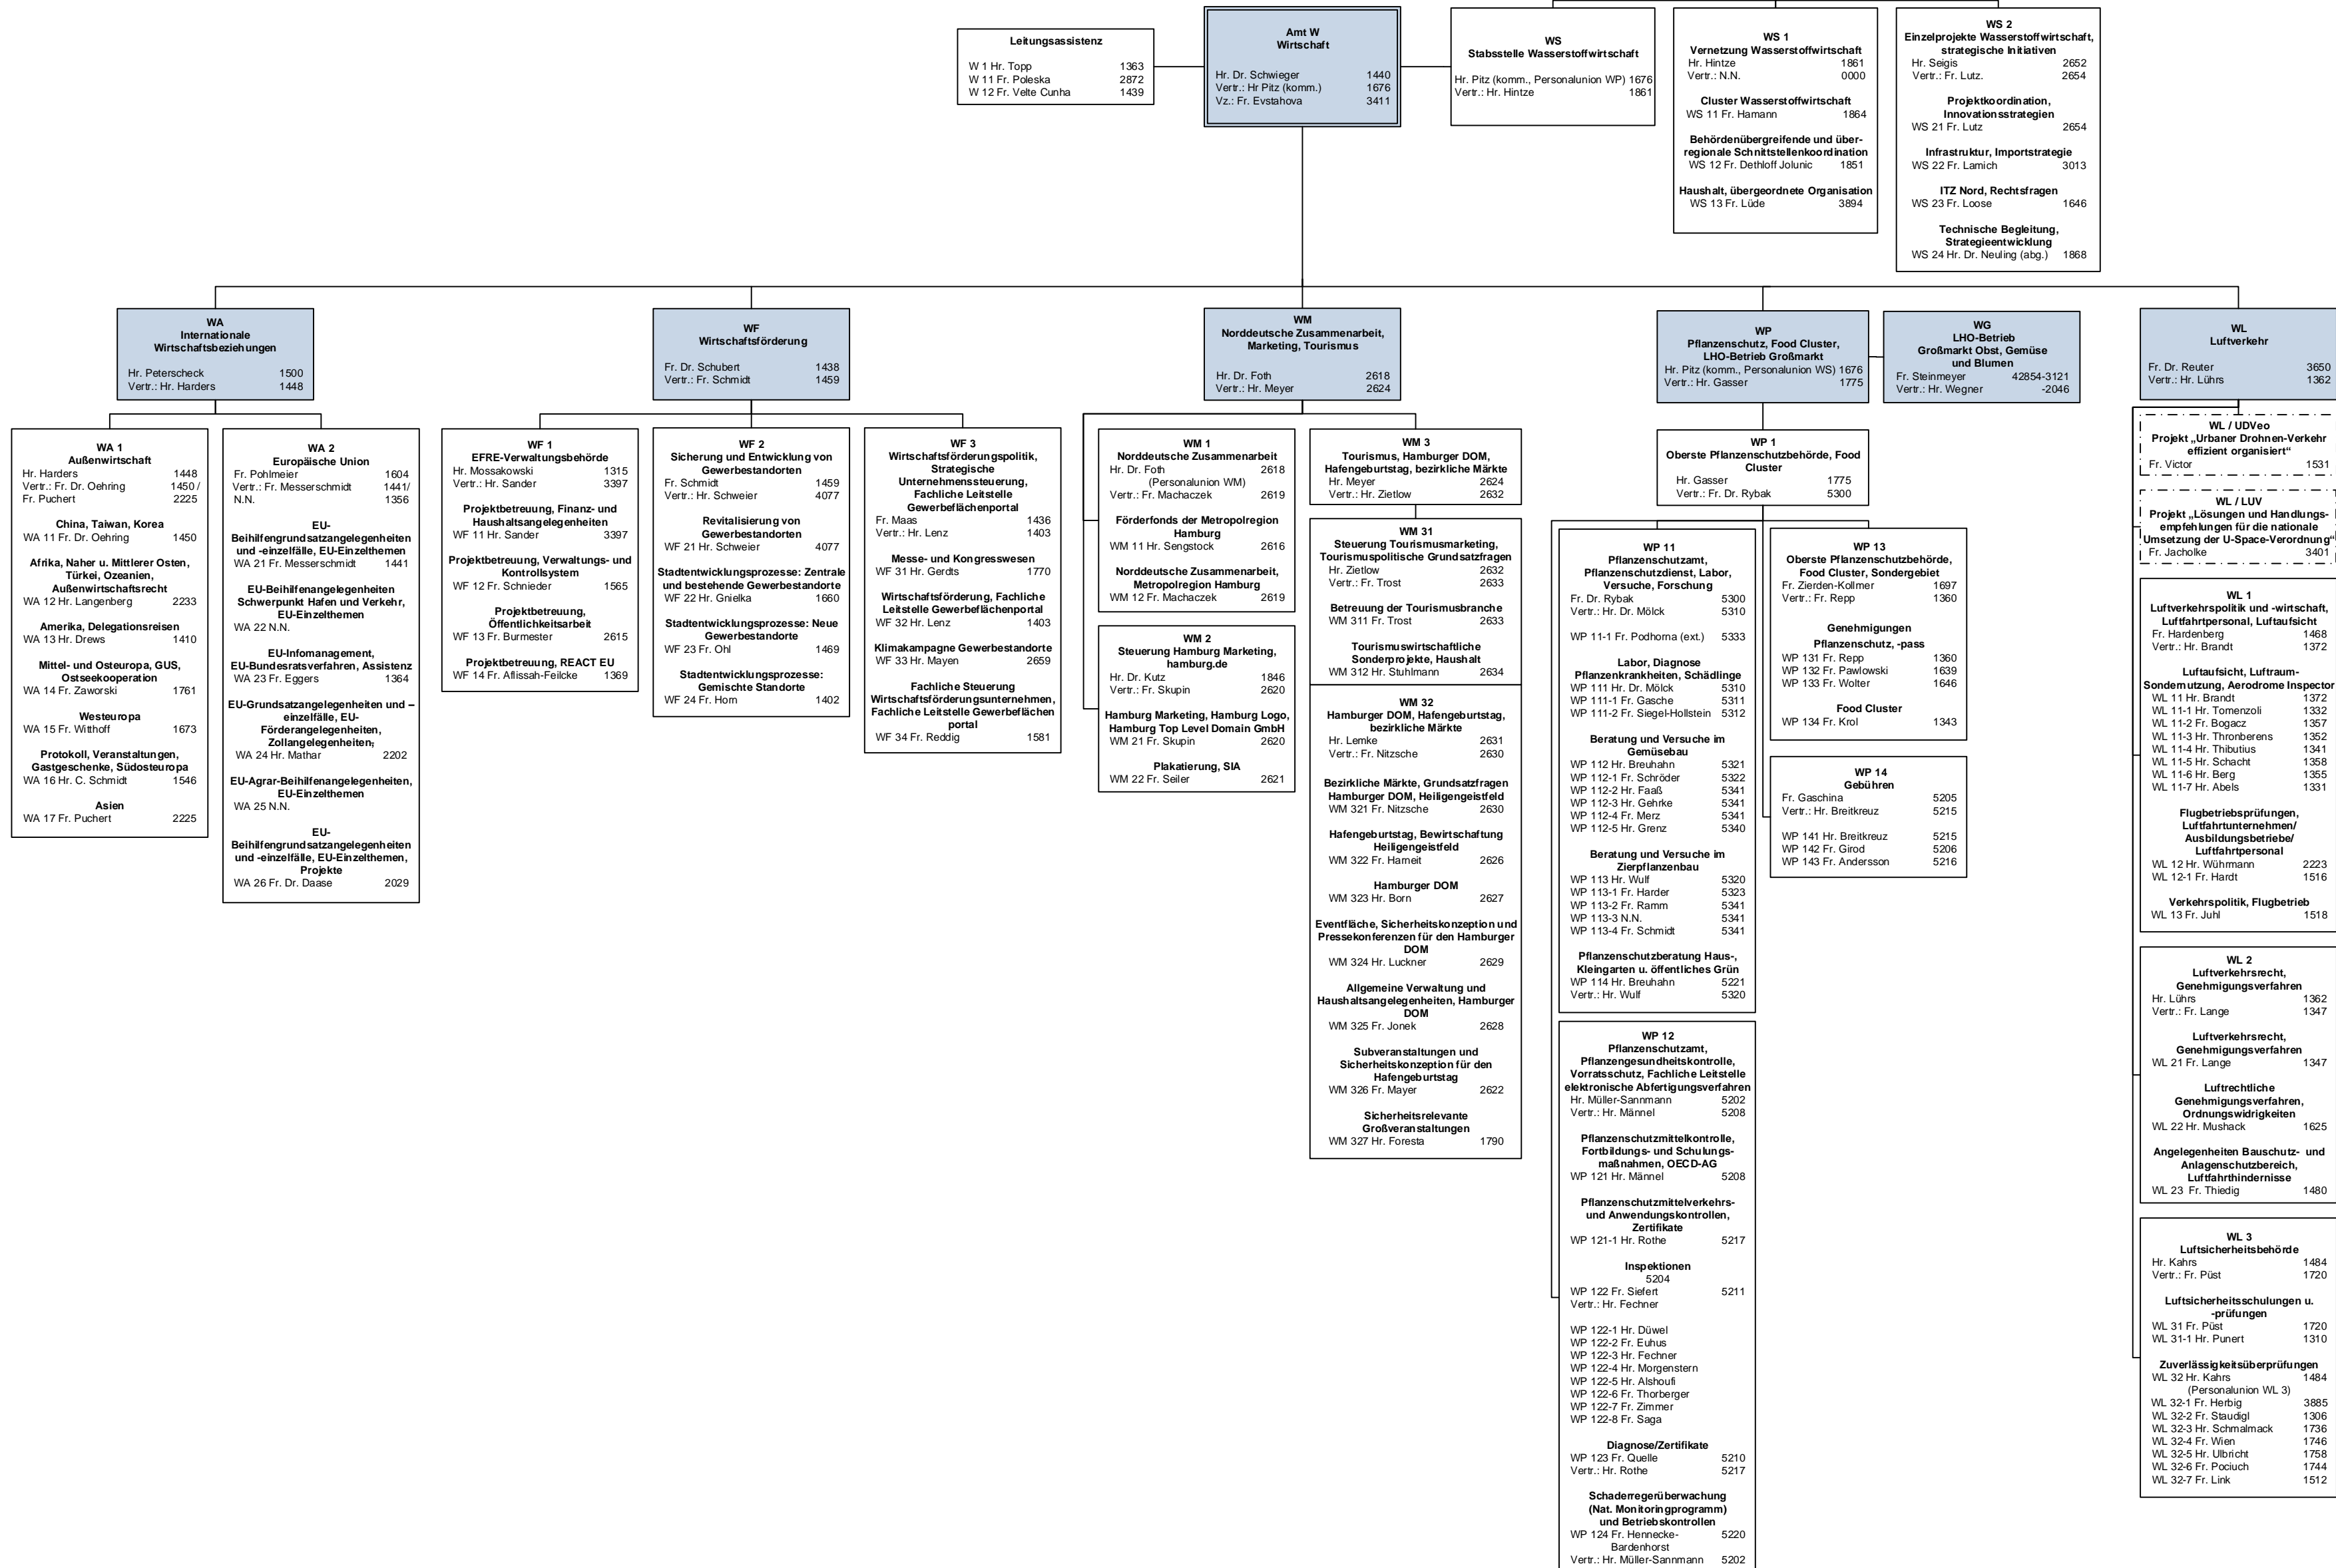 Leitungsassistenz
W 1 Hr. Topp 1363
W 11 Fr. Poleska 2872
W 12 Fr. Velte Cunha 1439
Amt W
Wirtschaft
Hr. Dr. Schwieger 1440
Vertr.: Hr Pitz (komm.) 1676
Vz.: Fr. Evstahova 3411
WS
Stabsstelle Wasserstoffwirtschaft
Hr. Pitz (komm., Personalunion WP) 1676
Vertr.: Hr. Hintze 1861
WS 1
Vernetzung Wasserstoffwirtschaft
Hr. Hintze 1861
Vertr.: N.N. 0000
Cluster Wasserstoffwirtschaft
WS 11 Fr. Hamann 1864
Behördenübergreifende und über-
regionale Schnittstellenkoordination
WS 12 Fr. Dethloff Jolunic 1851
Haushalt, übergeordnete Organisation
WS 13 Fr. Lüde 3894
WS 2
Einzelprojekte Wasserstoffwirtschaft,
strategische Initiativen
Hr. Seigis 2652
Vertr.: Fr. Lutz. 2654
Projektkoordination,
Innovationsstrategien
WS 21 Fr. Lutz 2654
Infrastruktur, Importstrategie
WS 22 Fr. Lamich 3013
ITZ Nord, Rechtsfragen
WS 23 Fr. Loose 1646
Technische Begleitung,
Strategieentwicklung
WS 24 Hr. Dr. Neuling (abg.) 1868
WA
Internationale
Wirtschaftsbeziehungen
Hr. Peterscheck 1500
Vertr.: Hr. Harders 1448
WF
Wirtschaftsförderung
Fr. Dr. Schubert 1438
Vertr.: Fr. Schmidt 1459
WM
Norddeutsche Zusammenarbeit,
Marketing, Tourismus
Hr. Dr. Foth 2618
Vertr.: Hr. Meyer 2624
WP
Pflanzenschutz, Food Cluster,
LHO-Betrieb Großmarkt
Hr. Pitz (komm., Personalunion WS) 1676
Vertr.: Hr. Gasser 1775
WG
LHO-Betrieb
Großmarkt Obst, Gemüse
und Blumen
Fr. Steinmeyer 42854-3121
Vertr.: Hr. Wegner -2046
WL
Luftverkehr
Fr. Dr. Reuter 3650
Vertr.: Hr. Lührs 1362
WA 1
Außenwirtschaft
Hr. Harders 1448
Vertr.: Fr. Dr. Oehring 1450 /
Fr. Puchert 2225
China, Taiwan, Korea
WA 11 Fr. Dr. Oehring 1450
Afrika, Naher u. Mittlerer Osten,
Türkei, Ozeanien,
Außenwirtschaftsrecht
WA 12 Hr. Langenberg 2233
Amerika, Delegationsreisen
WA 13 Hr. Drews 1410
Mittel- und Osteuropa, GUS,
Ostseekooperation
WA 14 Fr. Zaworski 1761
Westeuropa
WA 15 Fr. Witthoff 1673
Protokoll, Veranstaltungen,
Gastgeschenke, Südosteuropa
WA 16 Hr. C. Schmidt 1546
Asien
WA 17 Fr. Puchert 2225
WA 2
Europäische Union
Fr. Pohlmeier 1604
Vertr.: Fr. Messerschmidt 1441/
N.N. 1356
EU-
Beihilfengrundsatzangelegenheiten
und -einzelfälle, EU-Einzelthemen
WA 21 Fr. Messerschmidt 1441
EU-Beihilfenangelegenheiten
Schwerpunkt Hafen und Verkehr,
EU-Einzelthemen
WA 22 N.N.
EU-Infomanagement,
EU-Bundesratsverfahren, Assistenz
WA 23 Fr. Eggers 1364
EU-Grundsatzangelegenheiten und –
einzelfälle, EU-
Förderangelegenheiten,
Zollangelegenheiten,
WA 24 Hr. Mathar 2202
EU-Agrar-Beihilfenangelegenheiten,
EU-Einzelthemen
WA 25 N.N.
EU-
Beihilfengrundsatzangelegenheiten
und -einzelfälle, EU-Einzelthemen,
Projekte
WA 26 Fr. Dr. Daase 2029
WF 1
EFRE-Verwaltungsbehörde
Hr. Mossakowski 1315
Vertr.: Hr. Sander 3397
Projektbetreuung, Finanz- und
Haushaltsangelegenheiten
WF 11 Hr. Sander 3397
Projektbetreuung, Verwaltungs- und
Kontrollsystem
WF 12 Fr. Schnieder 1565
Projektbetreuung,
Öffentlichkeitsarbeit
WF 13 Fr. Burmester 2615
Projektbetreuung, REACT EU
WF 14 Fr. Aflissah-Feilcke 1369
WF 2
Sicherung und Entwicklung von
Gewerbestandorten
Fr. Schmidt 1459
Vertr.: Hr. Schweier 4077
Revitalisierung von
Gewerbestandorten
WF 21 Hr. Schweier 4077
Stadtentwicklungsprozesse: Zentrale
und bestehende Gewerbestandorte
WF 22 Hr. Gnielka 1660
Stadtentwicklungsprozesse: Neue
Gewerbestandorte
WF 23 Fr. Ohl 1469
Stadtentwicklungsprozesse:
Gemischte Standorte
WF 24 Fr. Horn 1402
WF 3
Wirtschaftsförderungspolitik,
Strategische
Unternehmenssteuerung,
Fachliche Leitstelle
Gewerbeflächenportal
Fr. Maas 1436
Vertr.: Hr. Lenz 1403
Messe- und Kongresswesen
WF 31 Hr. Gerdts 1770
Wirtschaftsförderung, Fachliche
Leitstelle Gewerbeflächenportal
WF 32 Hr. Lenz 1403
Klimakampagne Gewerbestandorte
WF 33 Hr. Mayen 2659
Fachliche Steuerung
Wirtschaftsförderungsunternehmen,
Fachliche Leitstelle Gewerbeflächen
portal
WF 34 Fr. Reddig 1581
WM 1
Norddeutsche Zusammenarbeit
Hr. Dr. Foth 2618
(Personalunion WM)
Vertr.: Fr. Machaczek 2619
Förderfonds der Metropolregion
Hamburg
WM 11 Hr. Sengstock 2616
Norddeutsche Zusammenarbeit,
Metropolregion Hamburg
WM 12 Fr. Machaczek 2619
WM 2
Steuerung Hamburg Marketing,
hamburg.de
Hr. Dr. Kutz 1846
Vertr.: Fr. Skupin 2620
Hamburg Marketing, Hamburg Logo,
Hamburg Top Level Domain GmbH
WM 21 Fr. Skupin 2620
Plakatierung, SIA
WM 22 Fr. Seiler 2621
WM 3
Tourismus, Hamburger DOM,
Hafengeburtstag, bezirkliche Märkte
Hr. Meyer 2624
Vertr.: Hr. Zietlow 2632
WM 31
Steuerung Tourismusmarketing,
Tourismuspolitische Grundsatzfragen
Hr. Zietlow 2632
Vertr.: Fr. Trost 2633
Betreuung der Tourismusbranche
WM 311 Fr. Trost 2633
Tourismuswirtschaftliche
Sonderprojekte, Haushalt
WM 312 Hr. Stuhlmann 2634
WM 32
Hamburger DOM, Hafengeburtstag,
bezirkliche Märkte
Hr. Lemke 2631
Vertr.: Fr. Nitzsche 2630
Bezirkliche Märkte, Grundsatzfragen
Hamburger DOM, Heiligengeistfeld
WM 321 Fr. Nitzsche 2630
Hafengeburtstag, Bewirtschaftung
Heiligengeistfeld
WM 322 Fr. Harneit 2626
Hamburger DOM
WM 323 Hr. Born 2627
Eventfläche, Sicherheitskonzeption und
Pressekonferenzen für den Hamburger
DOM
WM 324 Hr. Luckner 2629
Allgemeine Verwaltung und
Haushaltsangelegenheiten, Hamburger
DOM
WM 325 Fr. Jonek 2628
Subveranstaltungen und
Sicherheitskonzeption für den
Hafengeburtstag
WM 326 Fr. Mayer 2622
Sicherheitsrelevante
Großveranstaltungen
WM 327 Hr. Foresta 1790
WP 1
Oberste Pflanzenschutzbehörde, Food
Cluster
Hr. Gasser 1775
Vertr.: Fr. Dr. Rybak 5300
WP 11
Pflanzenschutzamt,
Pflanzenschutzdienst, Labor,
Versuche, Forschung
Fr. Dr. Rybak 5300
Vertr.: Hr. Dr. Mölck 5310
WP 11-1 Fr. Podhorna (ext.) 5333
Labor, Diagnose
Pflanzenkrankheiten, Schädlinge
WP 111 Hr. Dr. Mölck 5310
WP 111-1 Fr. Gasche 5311
WP 111-2 Fr. Siegel-Hollstein 5312
Beratung und Versuche im
Gemüsebau
WP 112 Hr. Breuhahn 5321
WP 112-1 Fr. Schröder 5322
WP 112-2 Hr. Faaß 5341
WP 112-3 Hr. Gehrke 5341
WP 112-4 Fr. Merz 5341
WP 112-5 Hr. Grenz 5340
Beratung und Versuche im
Zierpflanzenbau
WP 113 Hr. Wulf 5320
WP 113-1 Fr. Harder 5323
WP 113-2 Fr. Ramm 5341
WP 113-3 N.N. 5341
WP 113-4 Fr. Schmidt 5341
Pflanzenschutzberatung Haus-,
Kleingarten u. öffentliches Grün
WP 114 Hr. Breuhahn 5221
Vertr.: Hr. Wulf 5320
WP 12
Pflanzenschutzamt,
Pflanzengesundheitskontrolle,
Vorratsschutz, Fachliche Leitstelle
elektronische Abfertigungsverfahren
Hr. Müller-Sannmann 5202
Vertr.: Hr. Männel 5208
Pflanzenschutzmittelkontrolle,
Fortbildungs- und Schulungs-
maßnahmen, OECD-AG
WP 121 Hr. Männel 5208
Pflanzenschutzmittelverkehrs-
und Anwendungskontrollen,
Zertifikate
WP 121-1 Hr. Rothe 5217
Inspektionen
5204
WP 122 Fr. Siefert 5211
Vertr.: Hr. Fechner
WP 122-1 Hr. Düwel
WP 122-2 Fr. Euhus
WP 122-3 Hr. Fechner
WP 122-4 Hr. Morgenstern
WP 122-5 Hr. Alshoufi
WP 122-6 Fr. Thorberger
WP 122-7 Fr. Zimmer
WP 122-8 Fr. Saga
Diagnose/Zertifikate
WP 123 Fr. Quelle 5210
Vertr.: Hr. Rothe 5217
Schaderregerüberwachung
(Nat. Monitoringprogramm)
und Betriebskontrollen
WP 124 Fr. Hennecke- 5220
Bardenhorst
Vertr.: Hr. Müller-Sannmann 5202
WP 13
Oberste Pflanzenschutzbehörde,
Food Cluster, Sondergebiet
Fr. Zierden-Kollmer 1697
Vertr.: Fr. Repp 1360
Genehmigungen
Pflanzenschutz, -pass
WP 131 Fr. Repp 1360
WP 132 Fr. Pawlowski 1639
WP 133 Fr. Wolter 1646
Food Cluster
WP 134 Fr. Krol 1343
WP 14
Gebühren
Fr. Gaschina 5205
Vertr.: Hr. Breitkreuz 5215
WP 141 Hr. Breitkreuz 5215
WP 142 Fr. Girod 5206
WP 143 Fr. Andersson 5216
WL / UDVeo
Projekt „Urbaner Drohnen-Verkehr
effizient organisiert“
Fr. Victor 1531
WL / LUV
Projekt „Lösungen und Handlungs-
empfehlungen für die nationale
Umsetzung der U-Space-Verordnung“
Fr. Jacholke 3401
WL 1
Luftverkehrspolitik und -wirtschaft,
Luftfahrtpersonal, Luftaufsicht
Fr. Hardenberg 1468
Vertr.: Hr. Brandt 1372
Luftaufsicht, Luftraum-
Sondernutzung, Aerodrome Inspector
WL 11 Hr. Brandt 1372
WL 11-1 Hr. Tomenzoli 1332
WL 11-2 Fr. Bogacz 1357
WL 11-3 Hr. Thronberens 1352
WL 11-4 Hr. Thibutius 1341
WL 11-5 Hr. Schacht 1358
WL 11-6 Hr. Berg 1355
WL 11-7 Hr. Abels 1331
Flugbetriebsprüfungen,
Luftfahrtunternehmen/
Ausbildungsbetriebe/
Luftfahrtpersonal
WL 12 Hr. Wührmann 2223
WL 12-1 Fr. Hardt 1516
Verkehrspolitik, Flugbetrieb
WL 13 Fr. Juhl 1518
WL 2
Luftverkehrsrecht,
Genehmigungsverfahren
Hr. Lührs 1362
Vertr.: Fr. Lange 1347
Luftverkehrsrecht,
Genehmigungsverfahren
WL 21 Fr. Lange 1347
Luftrechtliche
Genehmigungsverfahren,
Ordnungswidrigkeiten
WL 22 Hr. Mushack 1625
Angelegenheiten Bauschutz- und
Anlagenschutzbereich,
Luftfahrthindernisse
WL 23 Fr. Thiedig 1480
WL 3
Luftsicherheitsbehörde
Hr. Kahrs 1484
Vertr.: Fr. Püst 1720
Luftsicherheitsschulungen u.
-prüfungen
WL 31 Fr. Püst 1720
WL 31-1 Hr. Punert 1310
Zuverlässigkeitsüberprüfungen
WL 32 Hr. Kahrs 1484
(Personalunion WL 3)
WL 32-1 Fr. Herbig 3885
WL 32-2 Fr. Staudigl 1306
WL 32-3 Hr. Schmalmack 1736
WL 32-4 Fr. Wien 1746
WL 32-5 Hr. Ulbricht 1758
WL 32-6 Fr. Pociuch 1744
WL 32-7 Fr. Link 1512